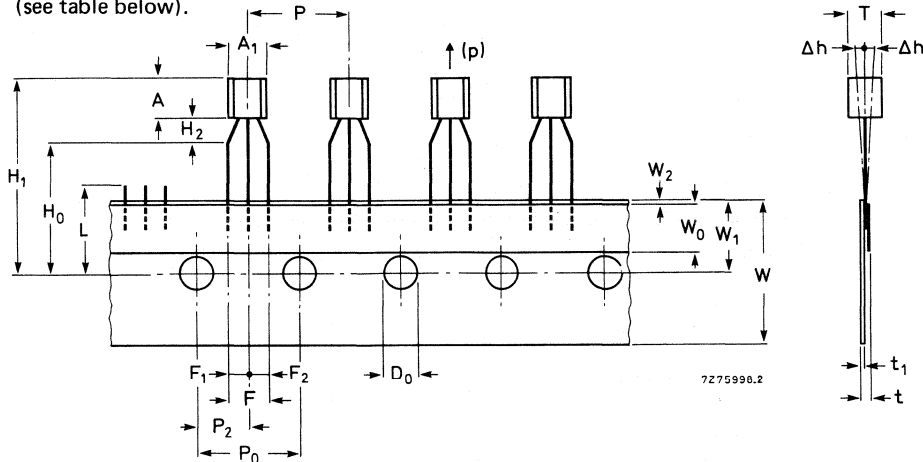 (see table below).
P
T
A₁
(p)
Δh
Δh
A
H₂
H₁
H₀
L
W₂
W₀
W₁
W
F₁
F₂
D₀
F
P₂
P₀
7Z75990.2
t₁
t